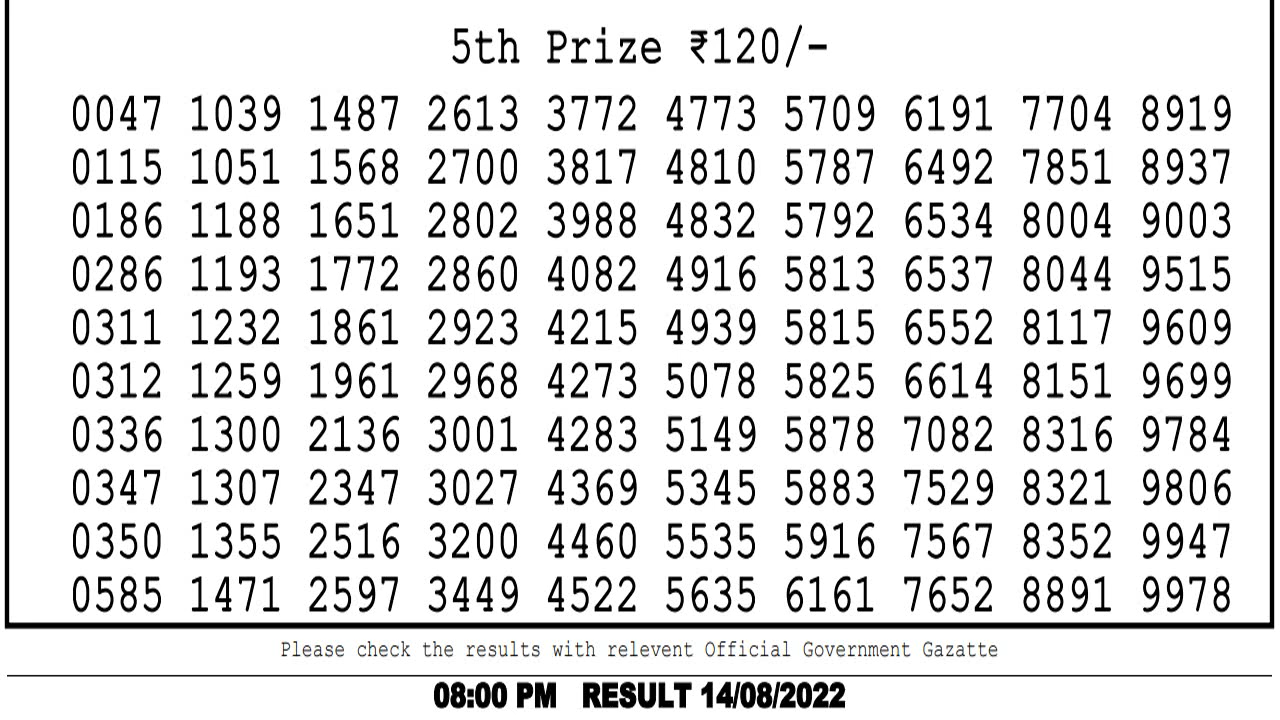 5th Prize ₹120/-
0047 1039 1487 2613 3772 4773 5709 6191 7704 8919
0115 1051 1568 2700 3817 4810 5787 6492 7851 8937
0186 1188 1651 2802 3988 4832 5792 6534 8004 9003
0286 1193 1772 2860 4082 4916 5813 6537 8044 9515
0311 1232 1861 2923 4215 4939 5815 6552 8117 9609
0312 1259 1961 2968 4273 5078 5825 6614 8151 9699
0336 1300 2136 3001 4283 5149 5878 7082 8316 9784
0347 1307 2347 3027 4369 5345 5883 7529 8321 9806
0350 1355 2516 3200 4460 5535 5916 7567 8352 9947
0585 1471 2597 3449 4522 5635 6161 7652 8891 9978
Please check the results with relevent Official Government Gazatte
08:00 PM RESULT 14/08/2022